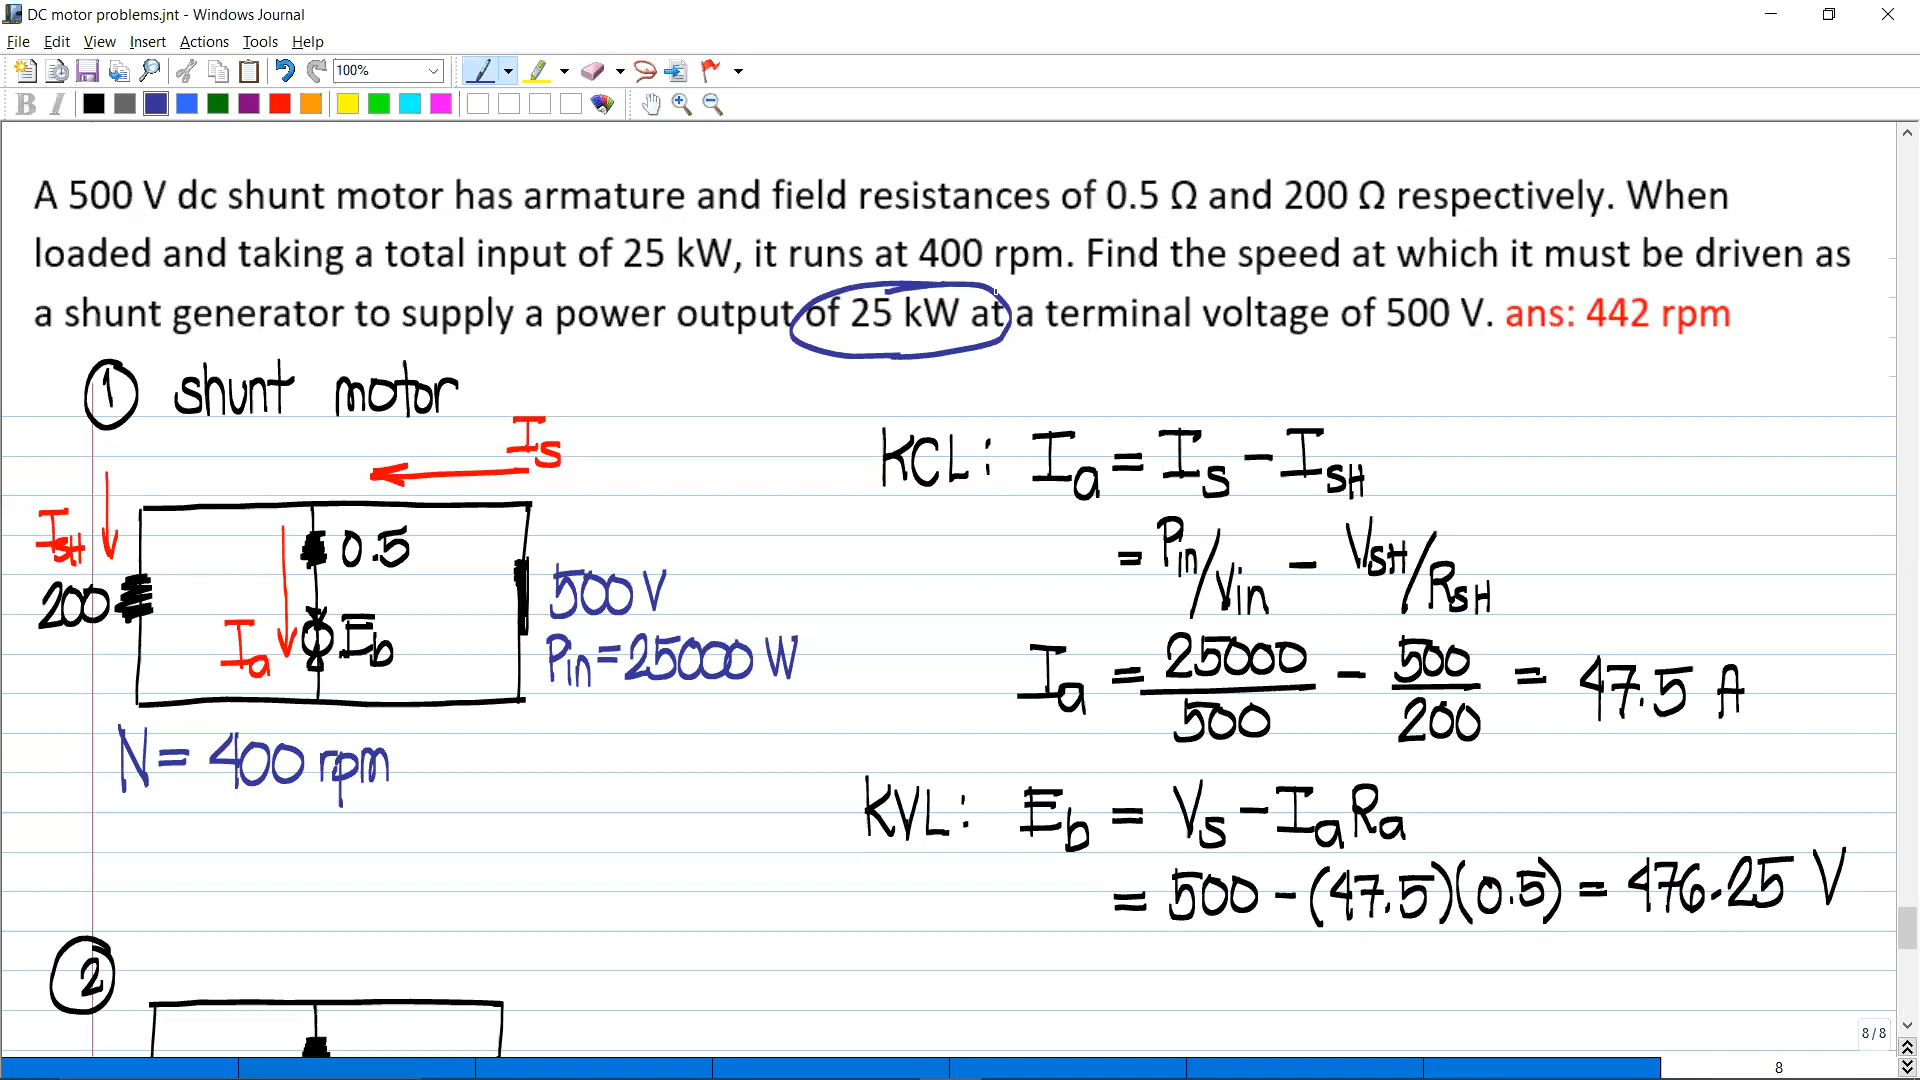 DC motor problems.jnt - Windows Journal
File Edit View Insert Actions Tools Help
100%
B I
A 500 V dc shunt motor has armature and field resistances of 0.5 Ω and 200 Ω respectively. When
loaded and taking a total input of 25 kW, it runs at 400 rpm. Find the speed at which it must be driven as
a shunt generator to supply a power output of 25 kW at a terminal voltage of 500 V. ans: 442 rpm
① shunt motor
Is
ISH
200
0.5
Ia
Eb
500 V
Pin = 25000 W
N = 400 rpm
KCL: Ia = Is - ISH
= Pin/Vin - VSH/RSH
Ia = 25000/500 - 500/200 = 47.5 A
KVL: Eb = Vs - IaRa
= 500 - (47.5)(0.5) = 476.25 V
②
8 / 8
8